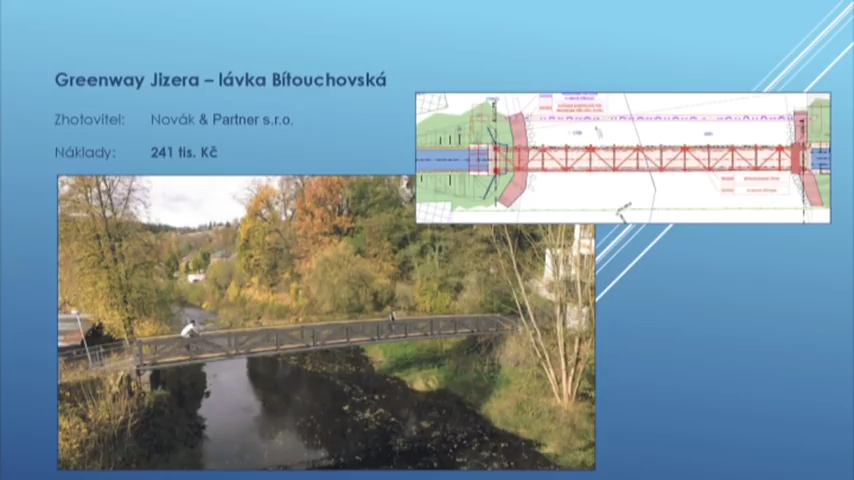 Greenway Jizera – lávka Bítouchovská
Zhotovitel: Novák & Partner s.r.o.
Náklady: 241 tis. Kč